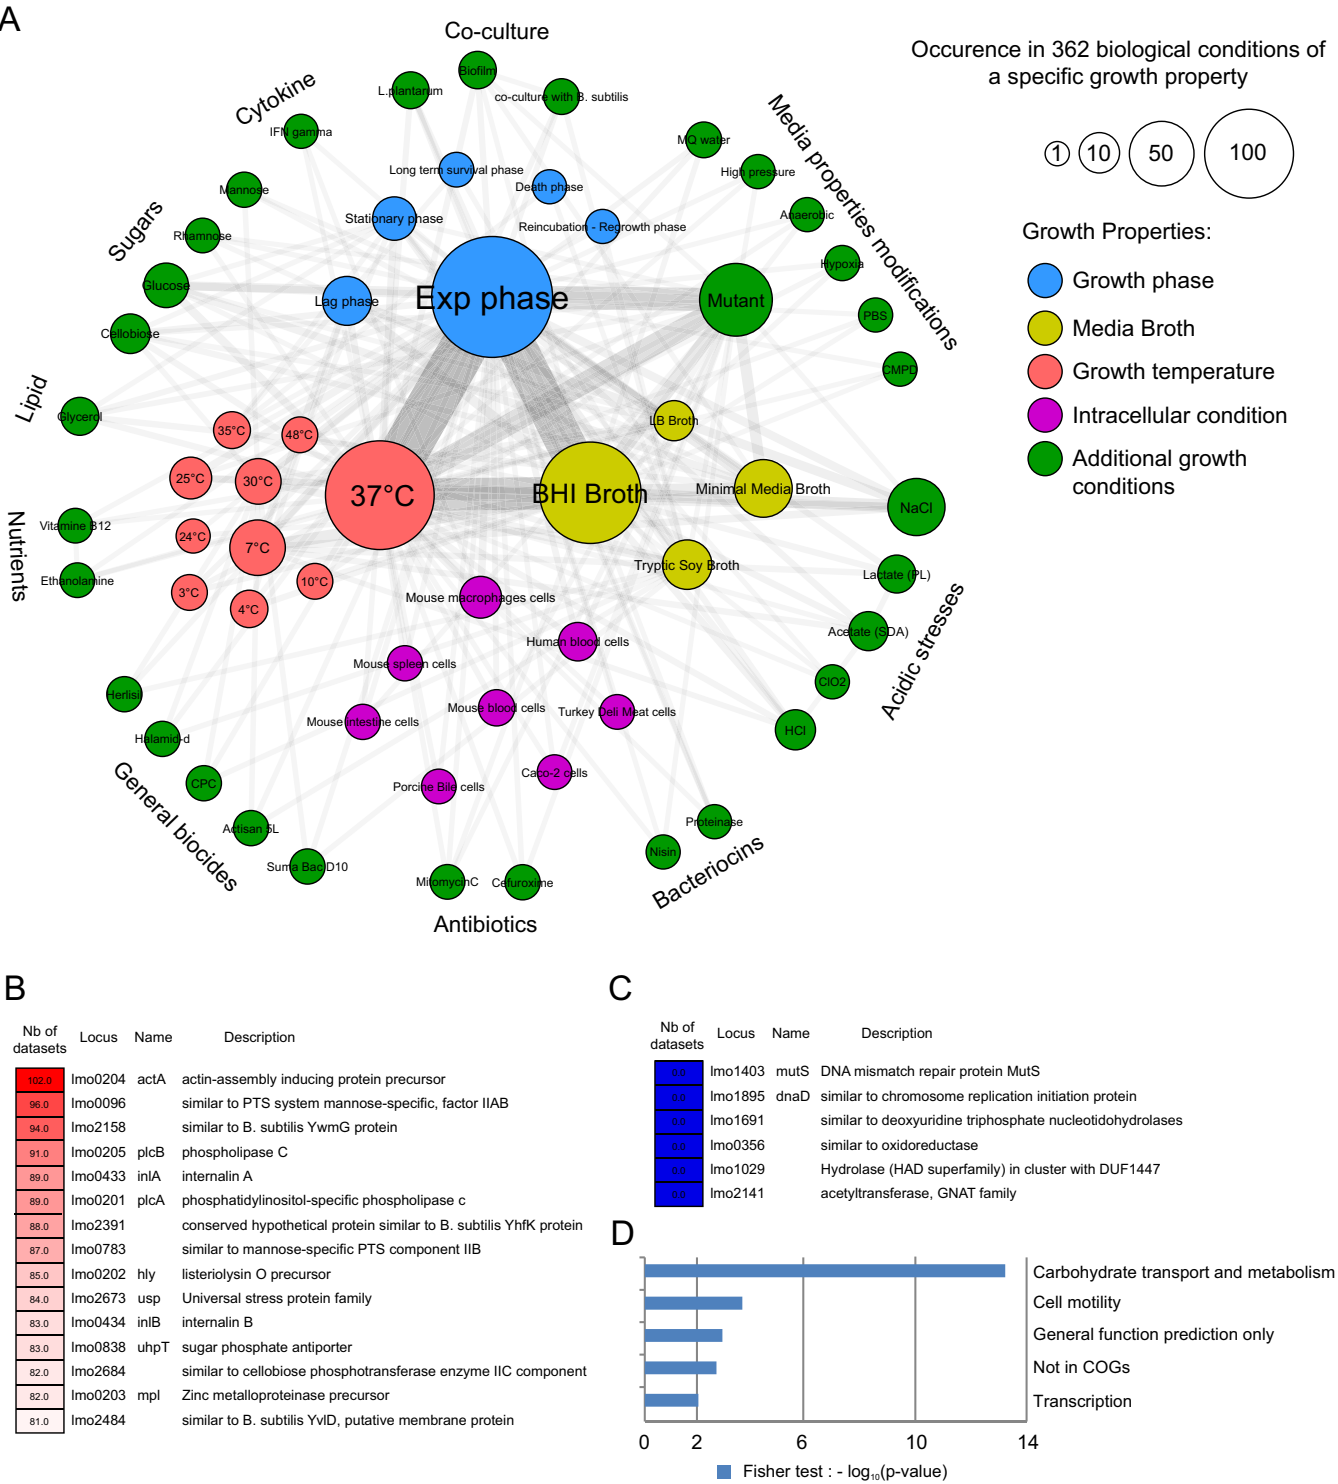 A
Co-culture
Cytokine
Sugars
Lipid
Nutrients
General biocides
Antibiotics
Bacteriocins
Acidic stresses
Media properties modifications
Biofilm
L.plantarum
co-culture with B. subtilis
IFN gamma
Mannose
Rhamnose
Glucose
Cellobiose
Glycerol
Vitamine B12
Ethanolamine
Herlisil
Halamid-d
CPC
Actisan 5L
Suma Bac D10
MitomycinC
Cefuroxime
Nisin
Proteinase
HCl
ClO2
Acetate (SDA)
Lactate (PL)
NaCl
CMPD
PBS
Hypoxia
Anaerobic
High pressure
MQ water
Long term survival phase
Death phase
Stationary phase
Reincubation - Regrowth phase
Lag phase
Exp phase
Mutant
LB Broth
BHI Broth
Minimal Media Broth
Tryptic Soy Broth
37°C
35°C
48°C
25°C
30°C
24°C
7°C
3°C
4°C
10°C
Mouse macrophages cells
Human blood cells
Mouse spleen cells
Mouse blood cells
Turkey Deli Meat cells
Mouse intestine cells
Caco-2 cells
Porcine Bile cells
Occurence in 362 biological conditions of
a specific growth property
1 10 50 100
Growth Properties:
Growth phase
Media Broth
Growth temperature
Intracellular condition
Additional growth
conditions
B
Nb of
datasets Locus Name Description
102.0 lmo0204 actA actin-assembly inducing protein precursor
96.0 lmo0096 similar to PTS system mannose-specific, factor IIAB
94.0 lmo2158 similar to B. subtilis YwmG protein
91.0 lmo0205 plcB phospholipase C
89.0 lmo0433 inlA internalin A
89.0 lmo0201 plcA phosphatidylinositol-specific phospholipase c
88.0 lmo2391 conserved hypothetical protein similar to B. subtilis YhfK protein
87.0 lmo0783 similar to mannose-specific PTS component IIB
85.0 lmo0202 hly listeriolysin O precursor
84.0 lmo2673 usp Universal stress protein family
83.0 lmo0434 inlB internalin B
83.0 lmo0838 uhpT sugar phosphate antiporter
82.0 lmo2684 similar to cellobiose phosphotransferase enzyme IIC component
82.0 lmo0203 mpl Zinc metalloproteinase precursor
81.0 lmo2484 similar to B. subtilis YvlD, putative membrane protein
C
Nb of
datasets Locus Name Description
0.0 lmo1403 mutS DNA mismatch repair protein MutS
0.0 lmo1895 dnaD similar to chromosome replication initiation protein
0.0 lmo1691 similar to deoxyuridine triphosphate nucleotidohydrolases
0.0 lmo0356 similar to oxidoreductase
0.0 lmo1029 Hydrolase (HAD superfamily) in cluster with DUF1447
0.0 lmo2141 acetyltransferase, GNAT family
D
Carbohydrate transport and metabolism
Cell motility
General function prediction only
Not in COGs
Transcription
0 2 6 10 14
Fisher test : - log₁₀(p-value)